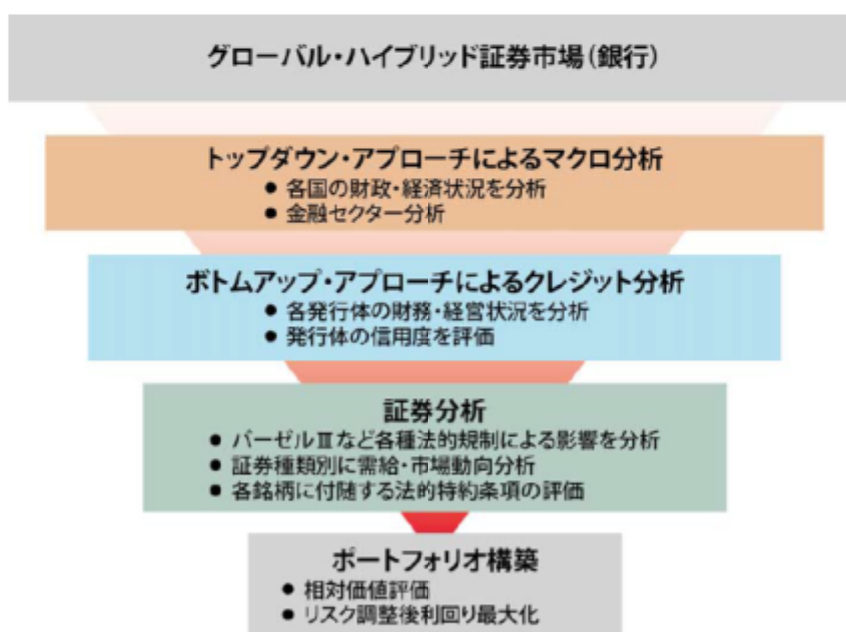 グローバル・ハイブリッド証券市場(銀行)
トップダウン・アプローチによるマクロ分析
● 各国の財政・経済状況を分析
● 金融セクター分析
ボトムアップ・アプローチによるクレジット分析
● 各発行体の財務・経営状況を分析
● 発行体の信用度を評価
証券分析
● バーゼルⅢなど各種法的規制による影響を分析
● 証券種類別に需給・市場動向分析
● 各銘柄に付随する法的特約条項の評価
ポートフォリオ構築
● 相対価値評価
● リスク調整後利回り最大化